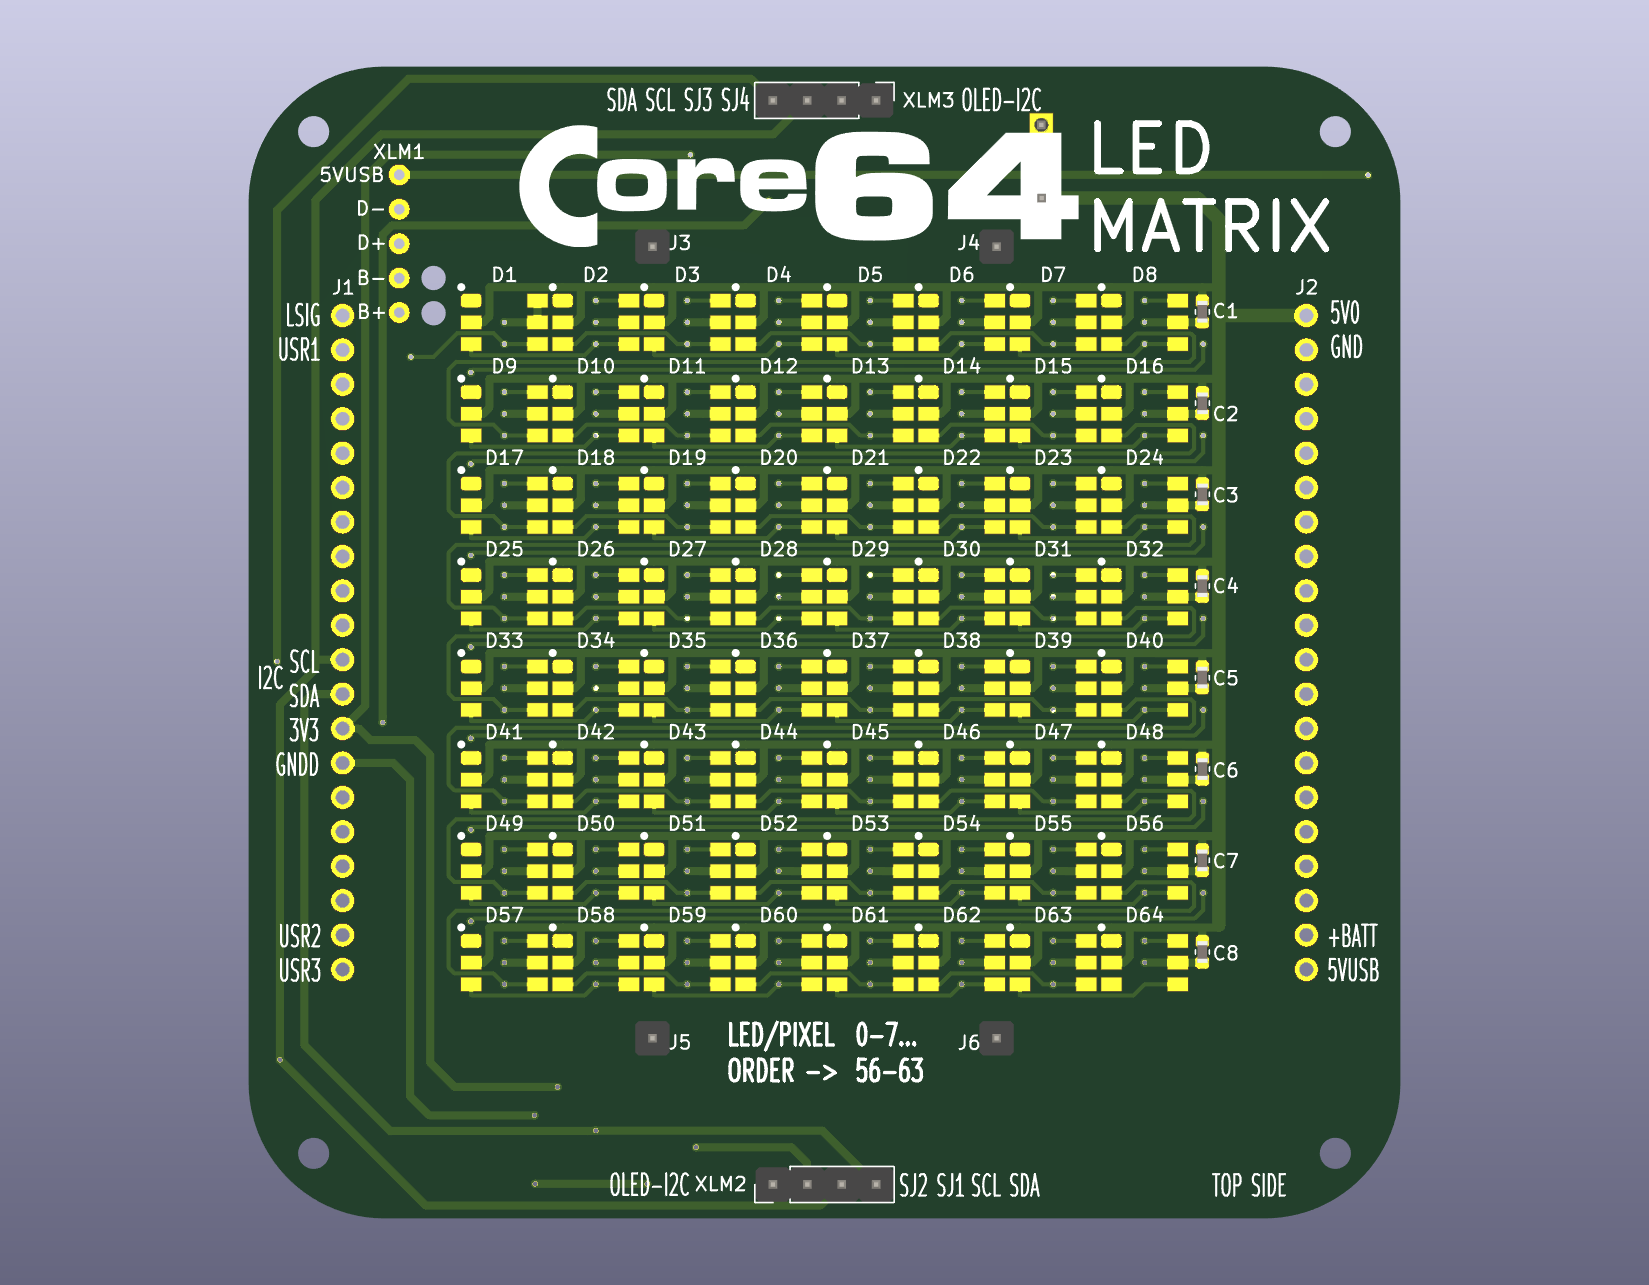 SDA SCL SJ3 SJ4 XLM3 OLED-I2C
Core64 LED
MATRIX
XLM1
5VUSB
D-
D+
B-
B+
J3 J4
J1
LSIG
USR1
SCL
I2C
SDA
3V3
GNDD
USR2
USR3
D1 D2 D3 D4 D5 D6 D7 D8
C1
D9 D10 D11 D12 D13 D14 D15 D16
C2
D17 D18 D19 D20 D21 D22 D23 D24
C3
D25 D26 D27 D28 D29 D30 D31 D32
C4
D33 D34 D35 D36 D37 D38 D39 D40
C5
D41 D42 D43 D44 D45 D46 D47 D48
C6
D49 D50 D51 D52 D53 D54 D55 D56
C7
D57 D58 D59 D60 D61 D62 D63 D64
C8
J2
5V0
GND
+BATT
5VUSB
J5 J6
LED/PIXEL 0-7...
ORDER -> 56-63
OLED-I2C XLM2 SJ2 SJ1 SCL SDA
TOP SIDE